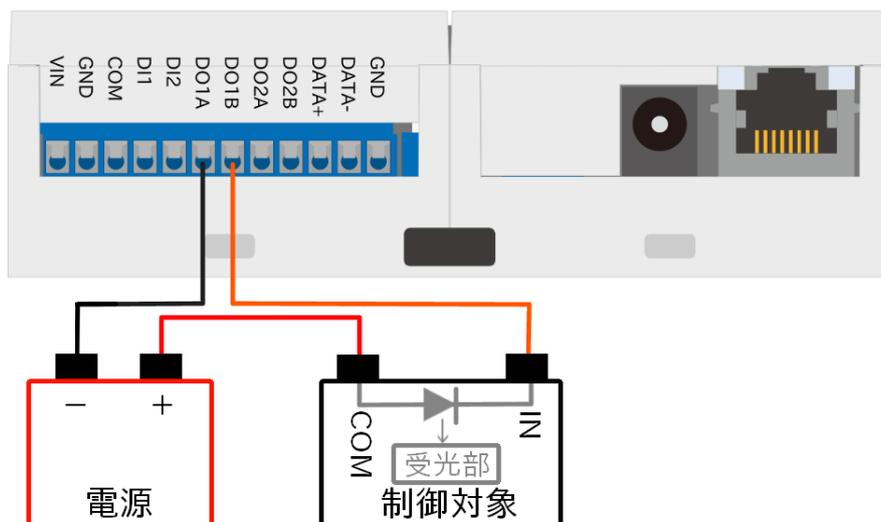 VIN
GND
COM
DI1
DI2
DO1A
DO1B
DO2A
DO2B
DATA+
DATA-
GND
− +
COM
IN
受光部
電源
制御対象